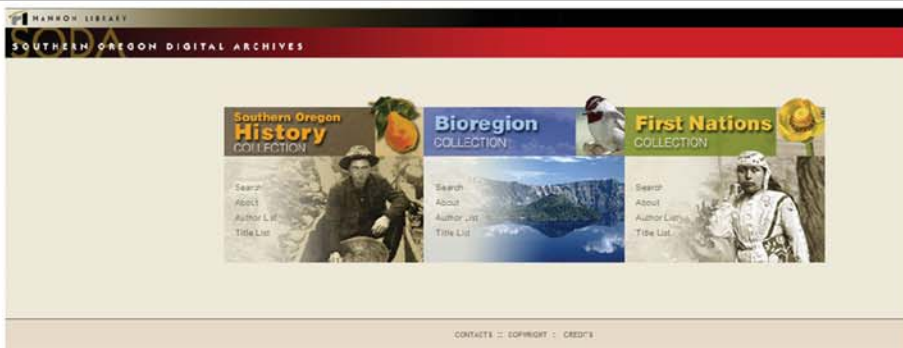 HANNON LIBRARY
SODA
SOUTHERN OREGON DIGITAL ARCHIVES
Southern Oregon
History
COLLECTION
Search
About
Author List
Title List
Bioregion
COLLECTION
Search
About
Author List
Title List
First Nations
COLLECTION
Search
About
Author List
Title List
CONTACTS :: COPYRIGHT :: CREDITS